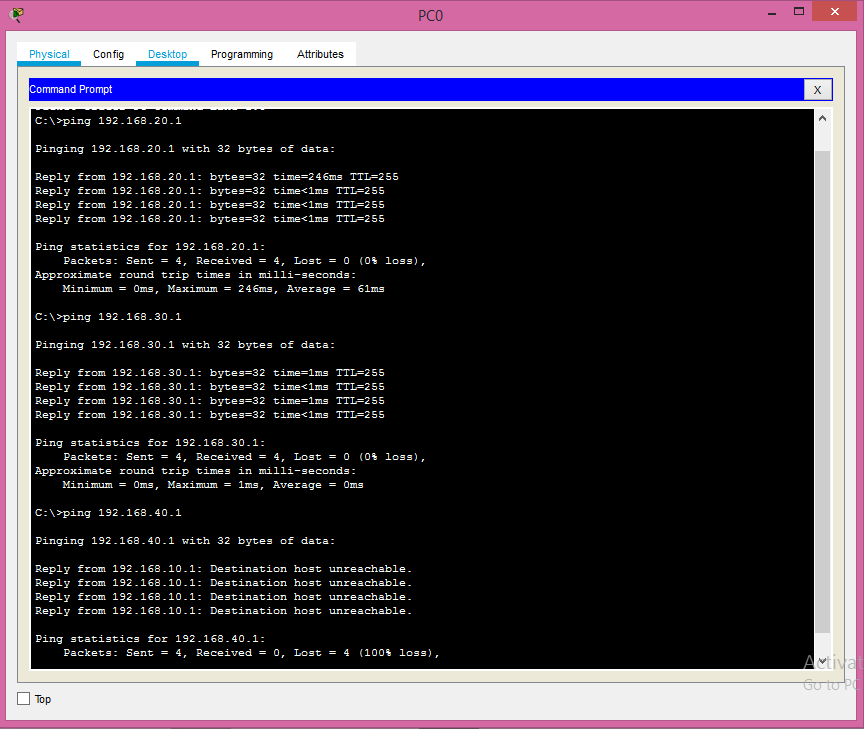 PC0
Physical Config Desktop Programming Attributes
Command Prompt
X
C:\>ping 192.168.20.1
Pinging 192.168.20.1 with 32 bytes of data:
Reply from 192.168.20.1: bytes=32 time=246ms TTL=255
Reply from 192.168.20.1: bytes=32 time<1ms TTL=255
Reply from 192.168.20.1: bytes=32 time<1ms TTL=255
Reply from 192.168.20.1: bytes=32 time<1ms TTL=255
Ping statistics for 192.168.20.1:
Packets: Sent = 4, Received = 4, Lost = 0 (0% loss),
Approximate round trip times in milli-seconds:
Minimum = 0ms, Maximum = 246ms, Average = 61ms
C:\>ping 192.168.30.1
Pinging 192.168.30.1 with 32 bytes of data:
Reply from 192.168.30.1: bytes=32 time=1ms TTL=255
Reply from 192.168.30.1: bytes=32 time<1ms TTL=255
Reply from 192.168.30.1: bytes=32 time=1ms TTL=255
Reply from 192.168.30.1: bytes=32 time<1ms TTL=255
Ping statistics for 192.168.30.1:
Packets: Sent = 4, Received = 4, Lost = 0 (0% loss),
Approximate round trip times in milli-seconds:
Minimum = 0ms, Maximum = 1ms, Average = 0ms
C:\>ping 192.168.40.1
Pinging 192.168.40.1 with 32 bytes of data:
Reply from 192.168.10.1: Destination host unreachable.
Reply from 192.168.10.1: Destination host unreachable.
Reply from 192.168.10.1: Destination host unreachable.
Reply from 192.168.10.1: Destination host unreachable.
Ping statistics for 192.168.40.1:
Packets: Sent = 4, Received = 0, Lost = 4 (100% loss),
Activat
Go to PC
Top